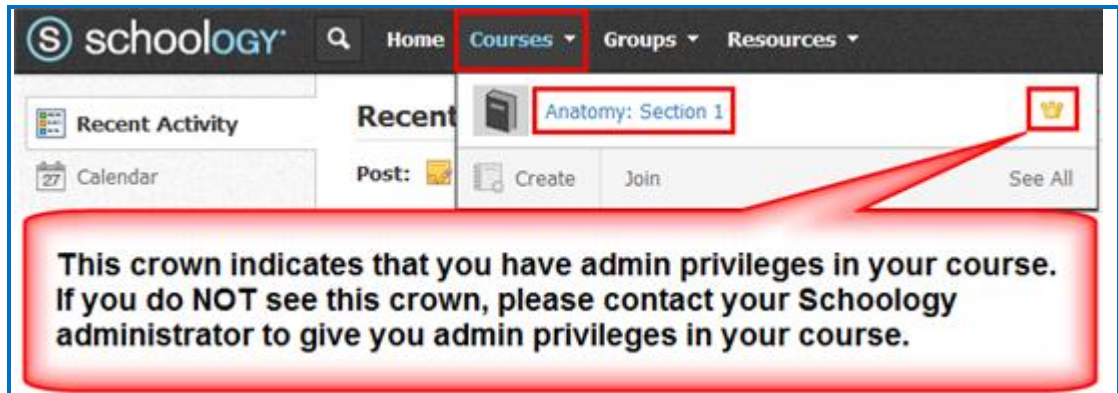 S schoology Home Courses Groups Resources
Recent Activity Recent Anatomy: Section 1
27 Calendar Post: Create Join See All
This crown indicates that you have admin privileges in your course.
If you do NOT see this crown, please contact your Schoology
administrator to give you admin privileges in your course.